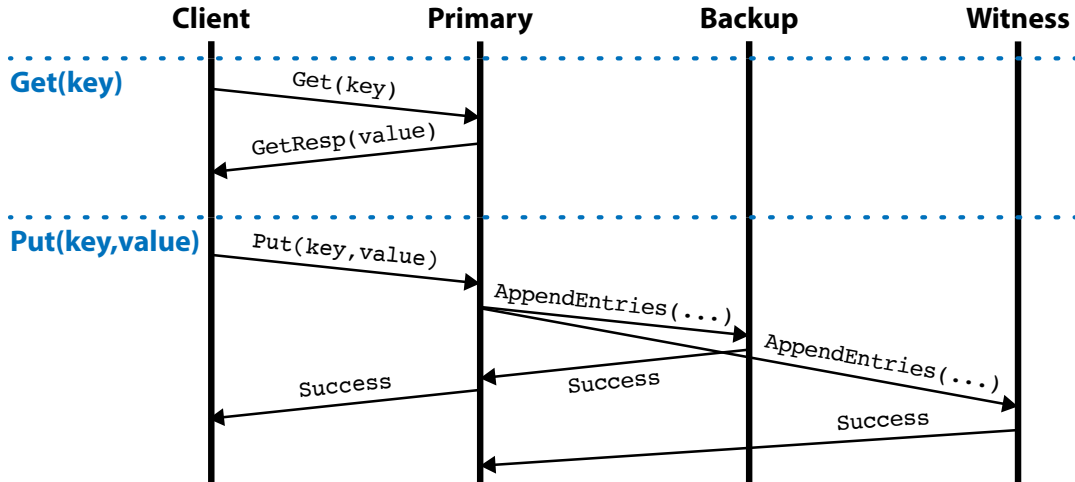 Client
Primary
Backup
Witness
Get(key)
Get(key)
GetResp(value)
Put(key,value)
Put(key,value)
AppendEntries(...)
AppendEntries(...)
Success
Success
Success